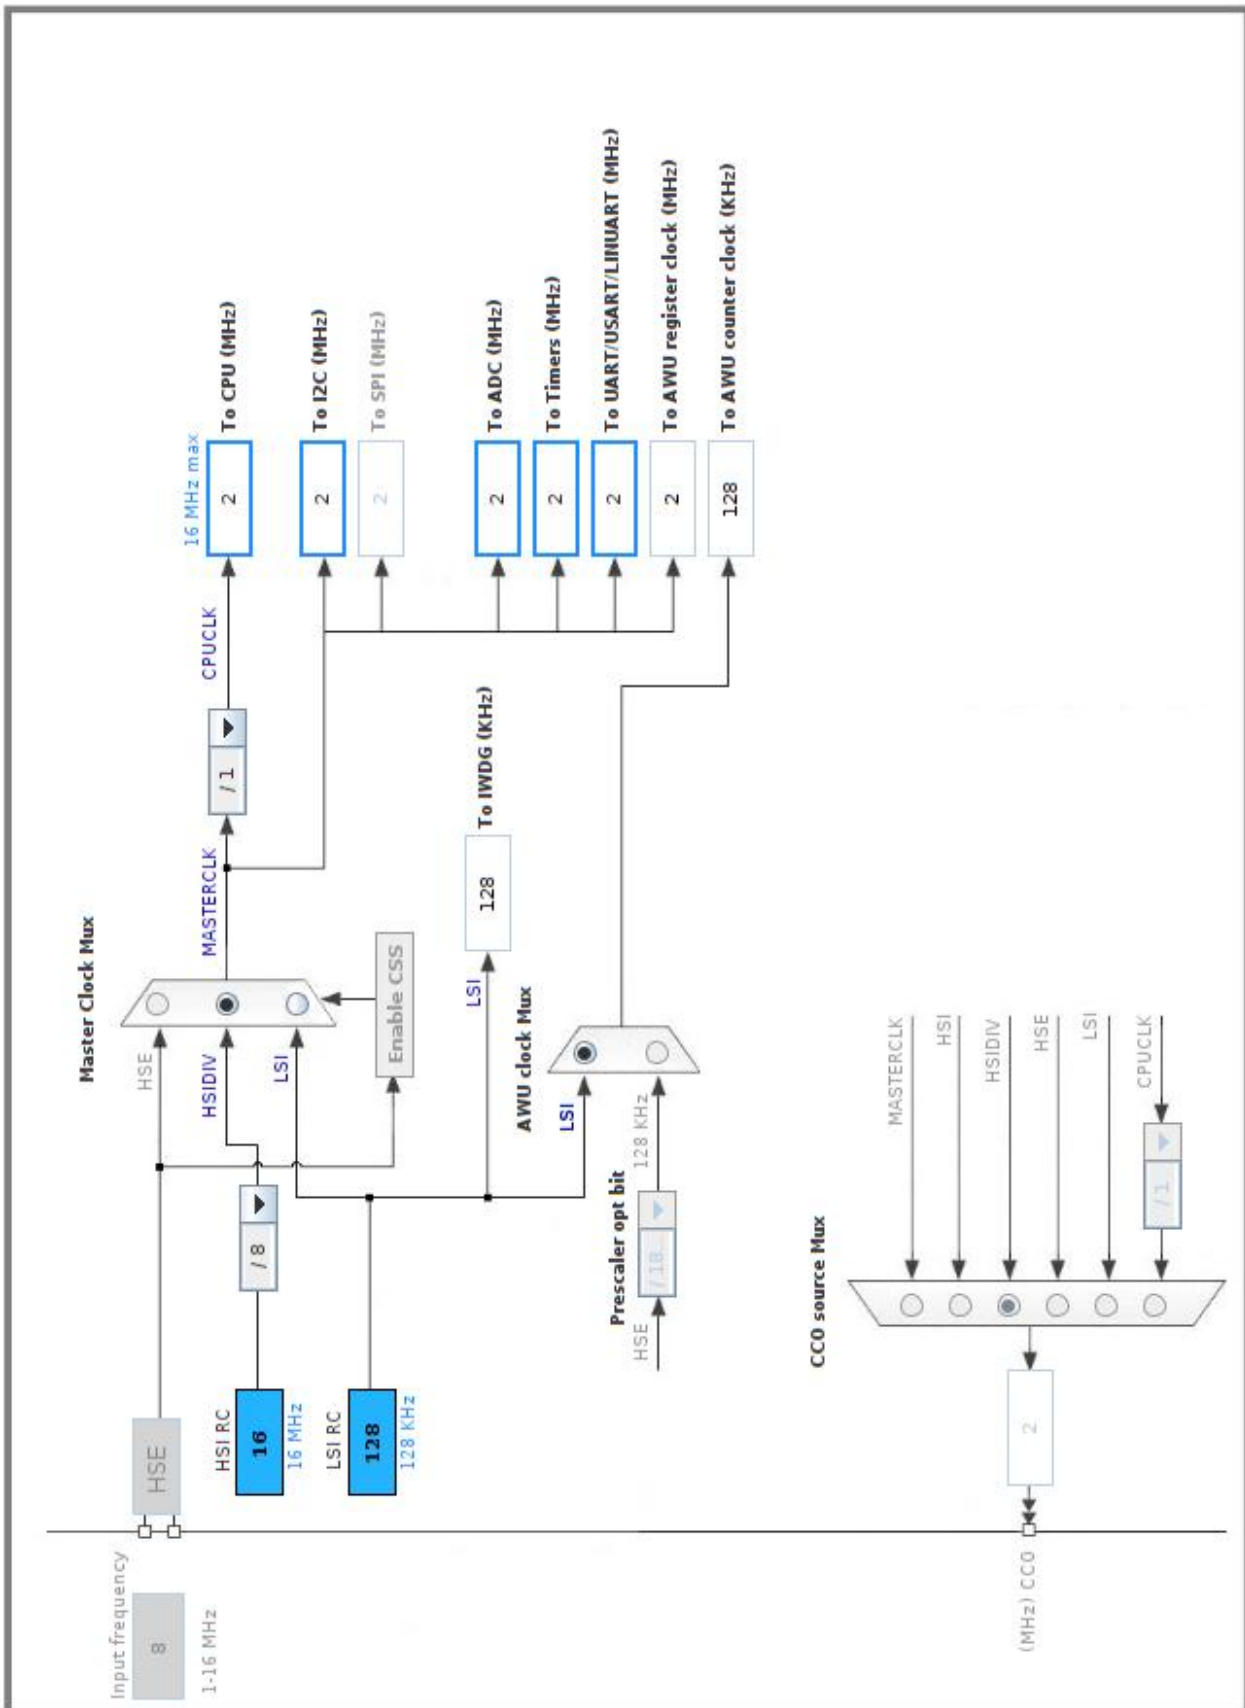 Input frequency
8
1-16 MHz
HSE
HSI RC
16
16 MHz
LSI RC
128
128 KHz
/ 8
HSE
HSIDIV
LSI
Master Clock Mux
Enable CSS
MASTERCLK
/ 1
CPUCLK
16 MHz max
2
To CPU (MHz)
2
To I2C (MHz)
2
To SPI (MHz)
2
To ADC (MHz)
2
To Timers (MHz)
2
To UART/USART/LINUART (MHz)
2
To AWU register clock (MHz)
128
To AWU counter clock (KHz)
LSI
128
To IWDG (KHz)
AWU clock Mux
LSI
Prescaler opt bit
HSE
/ 18...
128 KHz
CCO source Mux
MASTERCLK
HSI
HSIDIV
HSE
LSI
CPUCLK
/ 1
2
(MHz) CCO